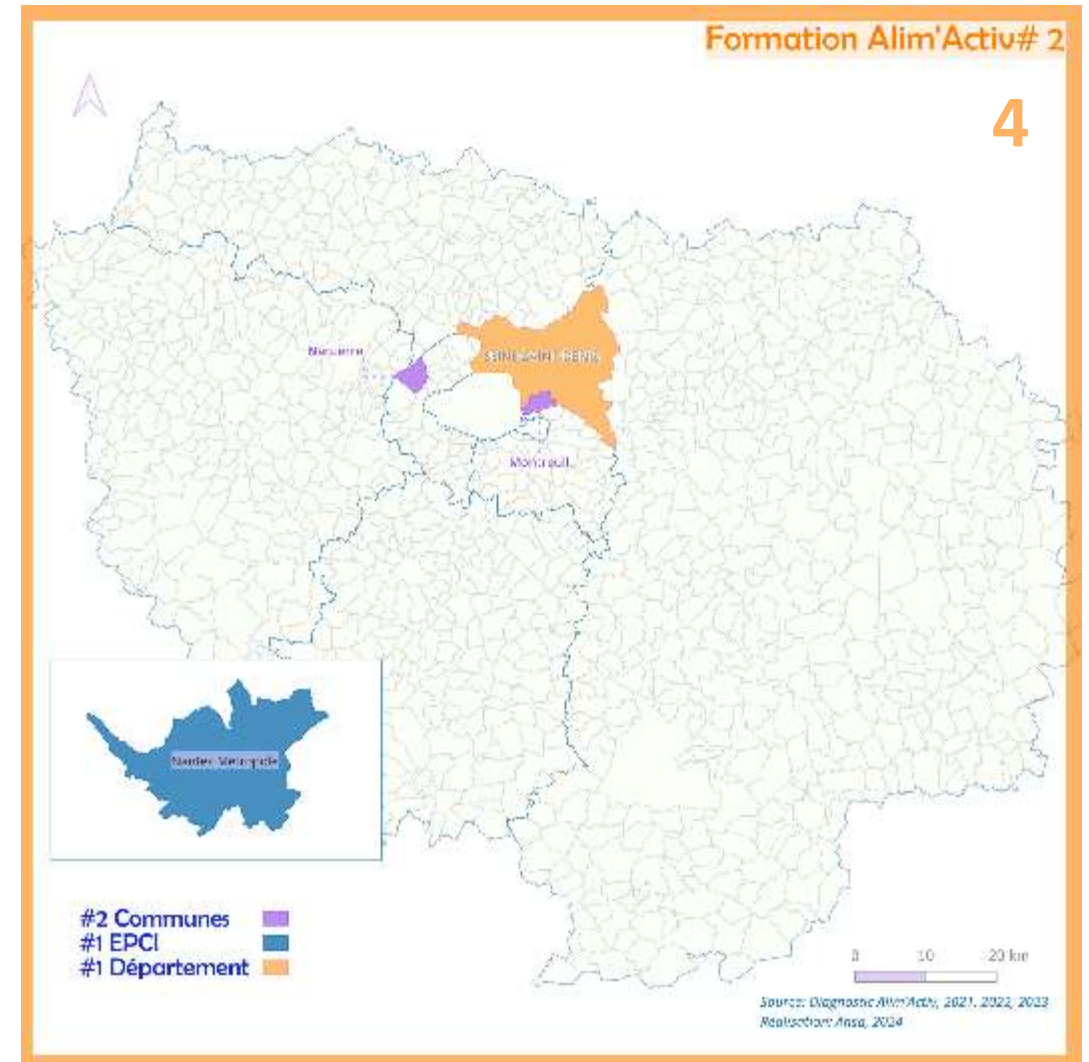 Formation Alim'Activ# 2
4
Nanterre
SEINE-SAINT-DENIS
Montreuil
Nantes Métropole
#2 Communes
#1 EPCI
#1 Département
0 10 20 km
Source: Diagnostic Alim'Activ, 2021, 2022, 2023
Réalisation: Ansa, 2024